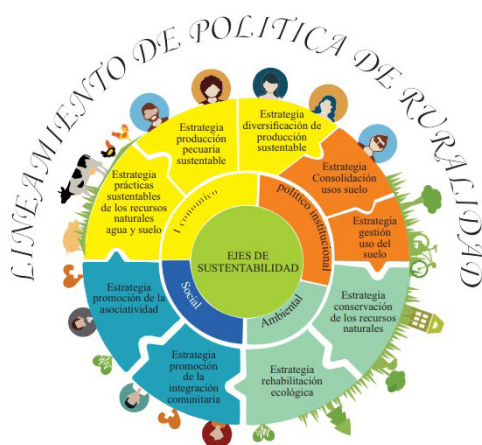 LINEAMIENTO DE POLITICA DE RURALIDAD
Estrategia
producción
pecuaria
sustentable
Estrategia
diversificación de
producción
sustentable
Estrategia
Consolidación
usos suelo
Estrategia
gestión
uso del
suelo
Estrategia
conservación
de los recursos
naturales
Estrategia
rehabilitación
ecológica
Estrategia
promoción
de la
integración
comunitaria
Estrategia
promoción de la
asociatividad
Estrategia
prácticas
sustentables
de los recursos
naturales
agua y suelo
Economico
político institucional
Ambiental
Social
EJES DE
SUSTENTABILIDAD